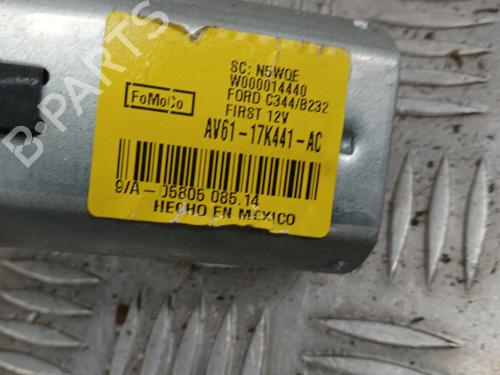 B-PARTS
SC: N5WQE
W000014440
FORD C344/B232
FIRST 12V
FoMoCo
AV61-17K441-AC
9/A-05805 085.14
HECHO EN MEXICO